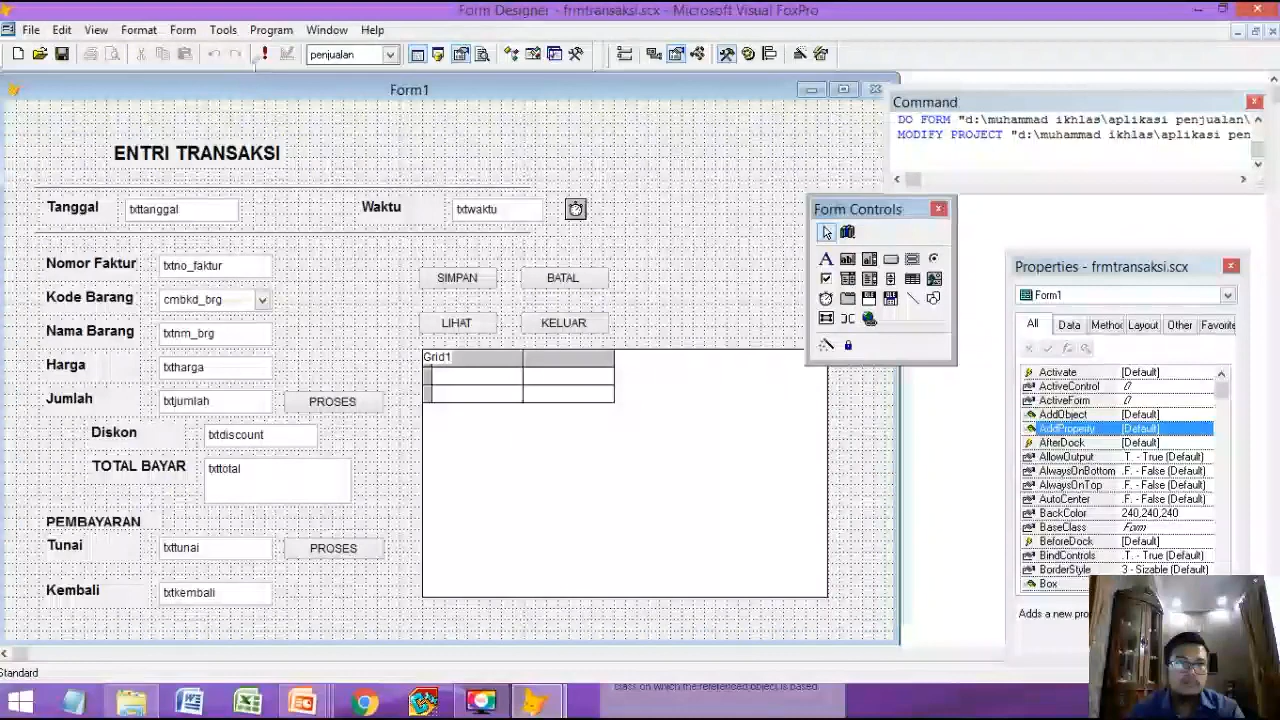 Form Designer - frmtransaksi.scx - Microsoft Visual FoxPro
File Edit View Format Form Tools Program Window Help
penjualan
Form1
Command
DO FORM "d:\muhammad ikhlas\aplikasi penjualan\
MODIFY PROJECT "d:\muhammad ikhlas\aplikasi pen
ENTRI TRANSAKSI
Tanggal txttanggal Waktu txtwaktu
Form Controls
Nomor Faktur txtno_faktur
Kode Barang cmbkd_brg
Nama Barang txtnm_brg
Harga txtharga
Jumlah txtjumlah PROSES
Diskon txtdiscount
TOTAL BAYAR txttotal
PEMBAYARAN
Tunai txttunai PROSES
Kembali txtkembali
SIMPAN BATAL
LIHAT KELUAR
Grid1
Properties - frmtransaksi.scx
Form1
All Data Method Layout Other Favorite
Activate [Default]
ActiveControl
ActiveForm
AddObject [Default]
AddProperty [Default]
AfterDock [Default]
AllowOutput .T. - True (Default)
AlwaysOnBottom .F. - False (Default)
AlwaysOnTop .F. - False (Default)
AutoCenter .F. - False (Default)
BackColor 240,240,240
BaseClass Form
BeforeDock [Default]
BindControls .T. - True (Default)
BorderStyle 3 - Sizable (Default)
Box
Adds a new pro
Standard
class on which the referenced object is based.